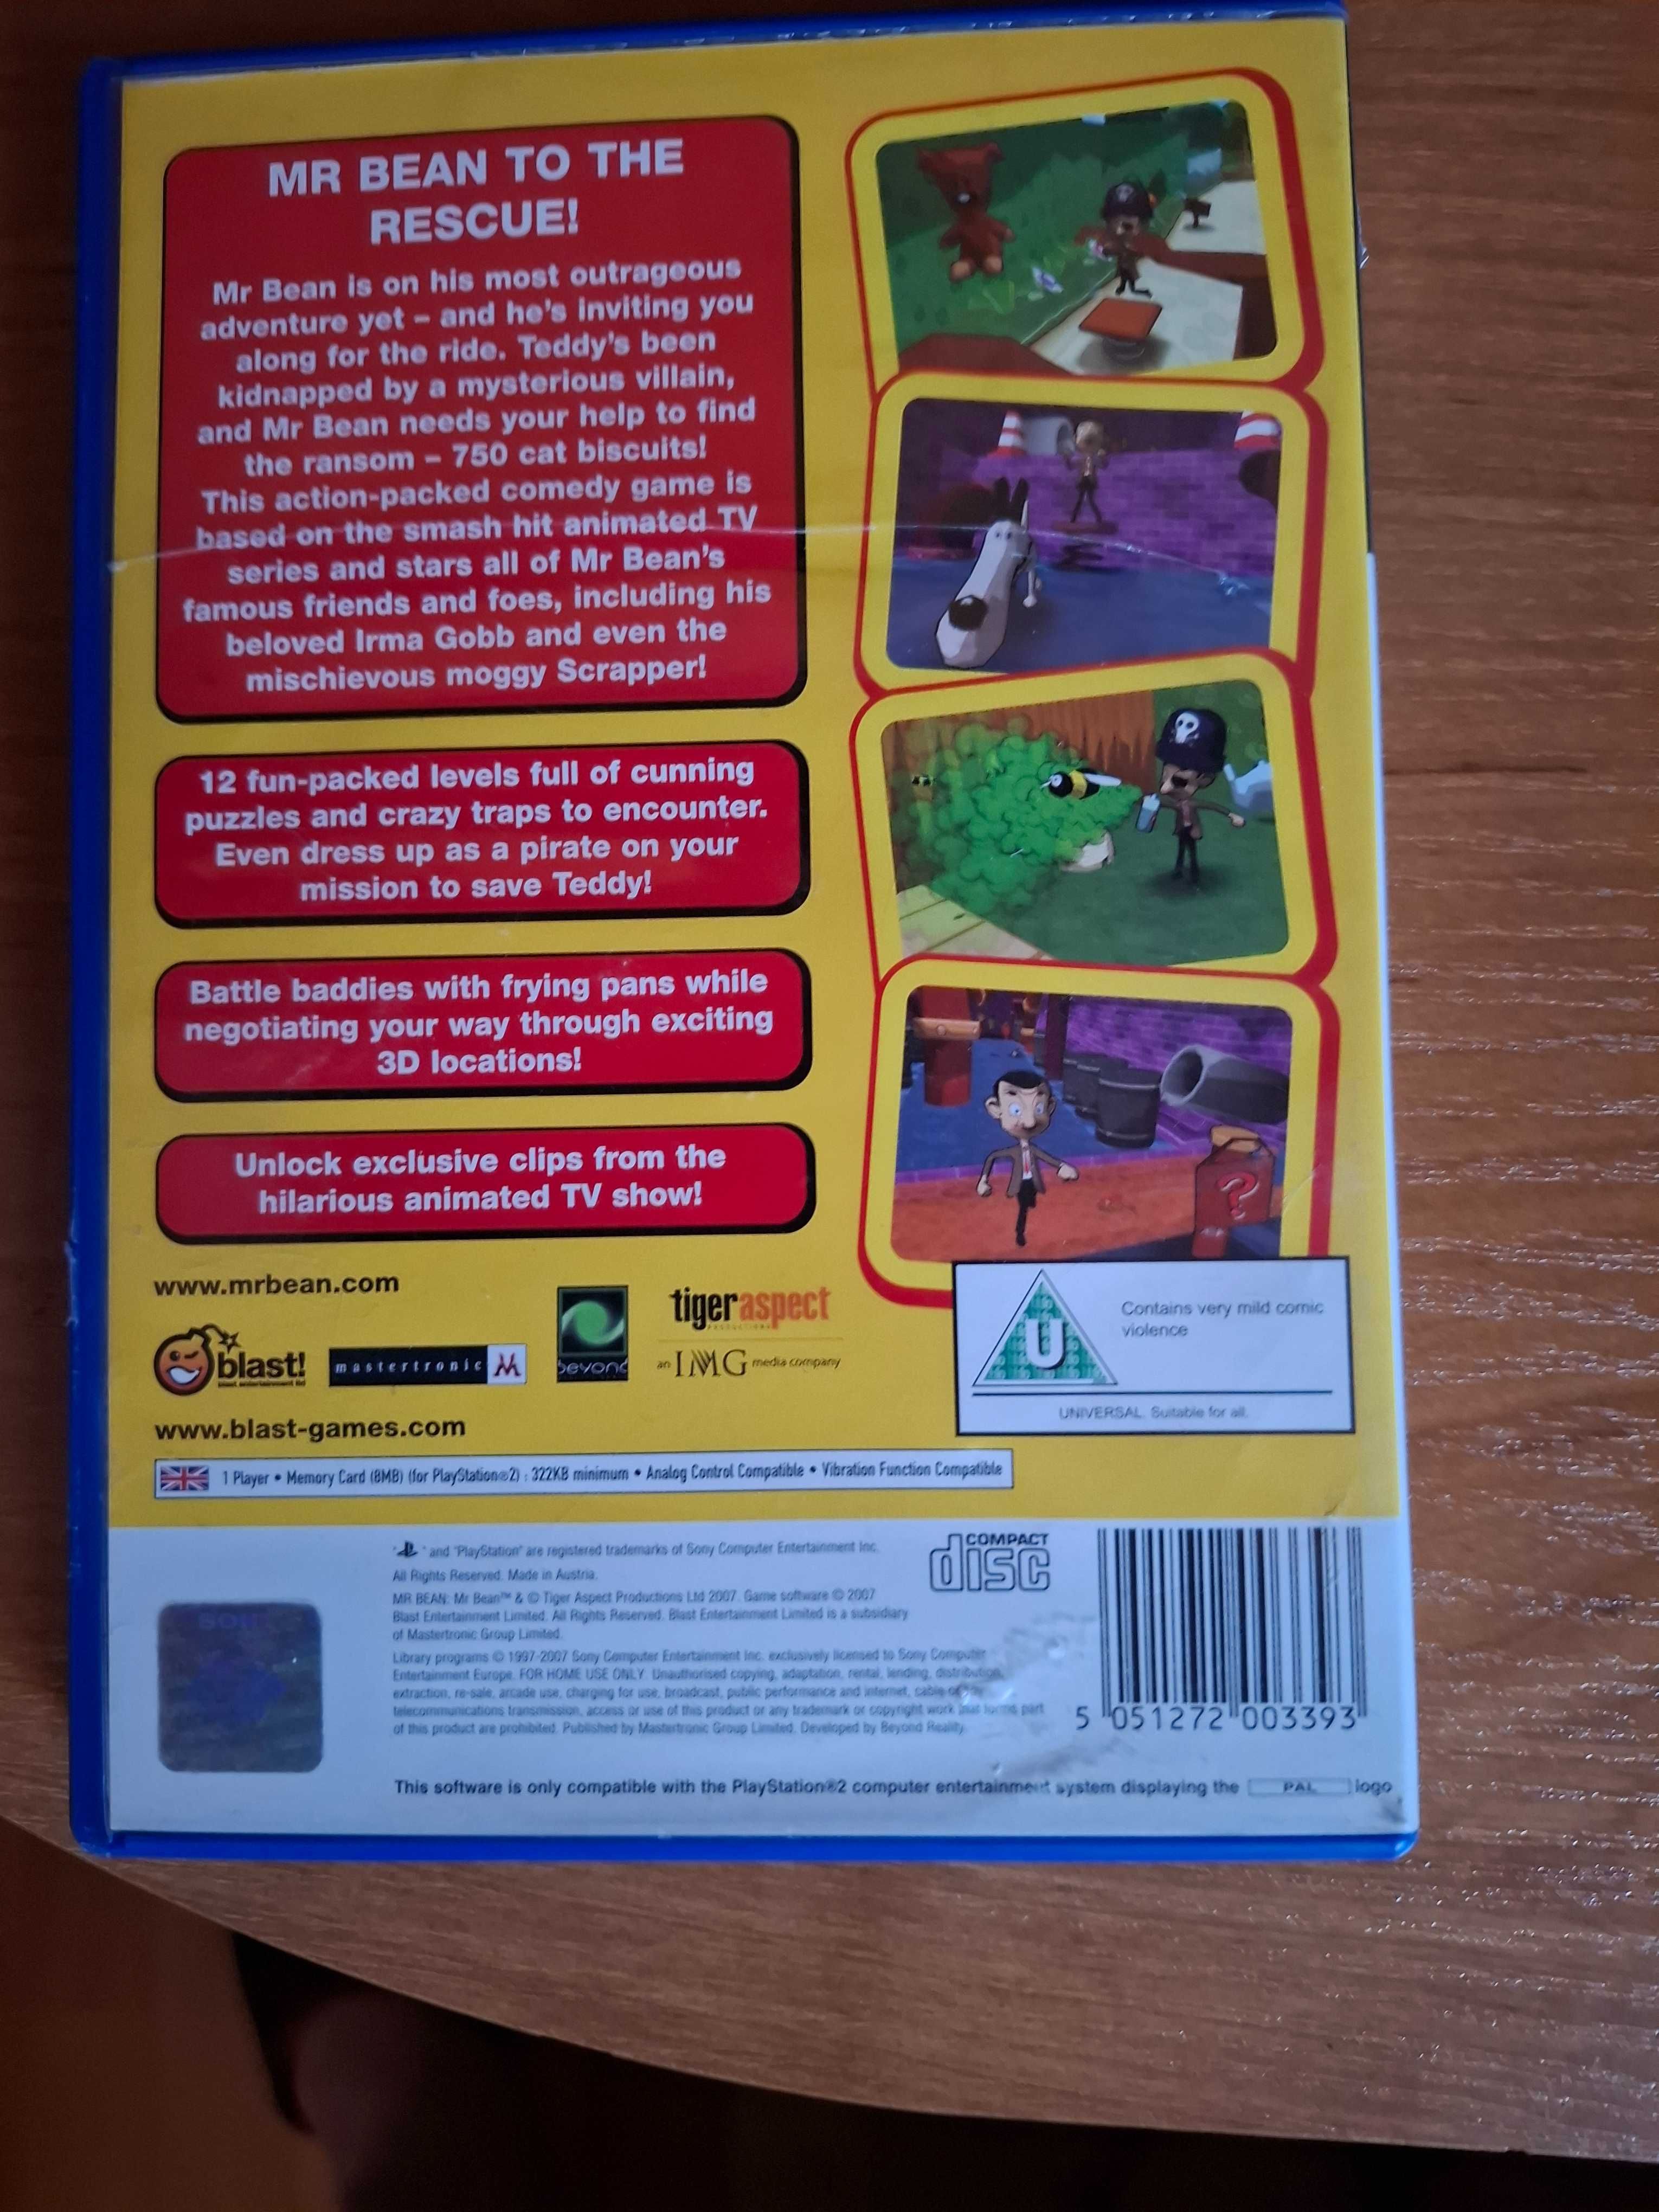 MR BEAN TO THE
RESCUE!
Mr Bean is on his most outrageous
adventure yet – and he's inviting you
along for the ride. Teddy's been
kidnapped by a mysterious villain,
and Mr Bean needs your help to find
the ransom – 750 cat biscuits!
This action-packed comedy game is
based on the smash hit animated TV
series and stars all of Mr Bean's
famous friends and foes, including his
beloved Irma Gobb and even the
mischievous moggy Scrapper!
12 fun-packed levels full of cunning
puzzles and crazy traps to encounter.
Even dress up as a pirate on your
mission to save Teddy!
Battle baddies with frying pans while
negotiating your way through exciting
3D locations!
Unlock exclusive clips from the
hilarious animated TV show!
?
www.mrbean.com
blast!
blast entertainment ltd
mastertronic M
beyond
tigeraspect
PRODUCTIONS
an IMG media company
www.blast-games.com
U
Contains very mild comic
violence
UNIVERSAL. Suitable for all.
1 Player • Memory Card (8MB) (for PlayStation®2) : 322KB minimum • Analog Control Compatible • Vibration Function Compatible
" " and "PlayStation" are registered trademarks of Sony Computer Entertainment Inc.
All Rights Reserved. Made in Austria.
MR BEAN: Mr Bean™ & © Tiger Aspect Productions Ltd 2007. Game software © 2007
Blast Entertainment Limited. All Rights Reserved. Blast Entertainment Limited is a subsidiary
of Mastertronic Group Limited.
Library programs © 1997-2007 Sony Computer Entertainment Inc. exclusively licensed to Sony Computer
Entertainment Europe. FOR HOME USE ONLY. Unauthorised copying, adaptation, rental, lending, distribution,
extraction, re-sale, arcade use, charging for use, broadcast, public performance and internet, cable or
telecommunications transmission, access or use of this product or any trademark or copyright work that forms part
of this product are prohibited. Published by Mastertronic Group Limited. Developed by Beyond Reality.
COMPACT
disc
5 051272 003393
This software is only compatible with the PlayStation®2 computer entertainment system displaying the PAL logo